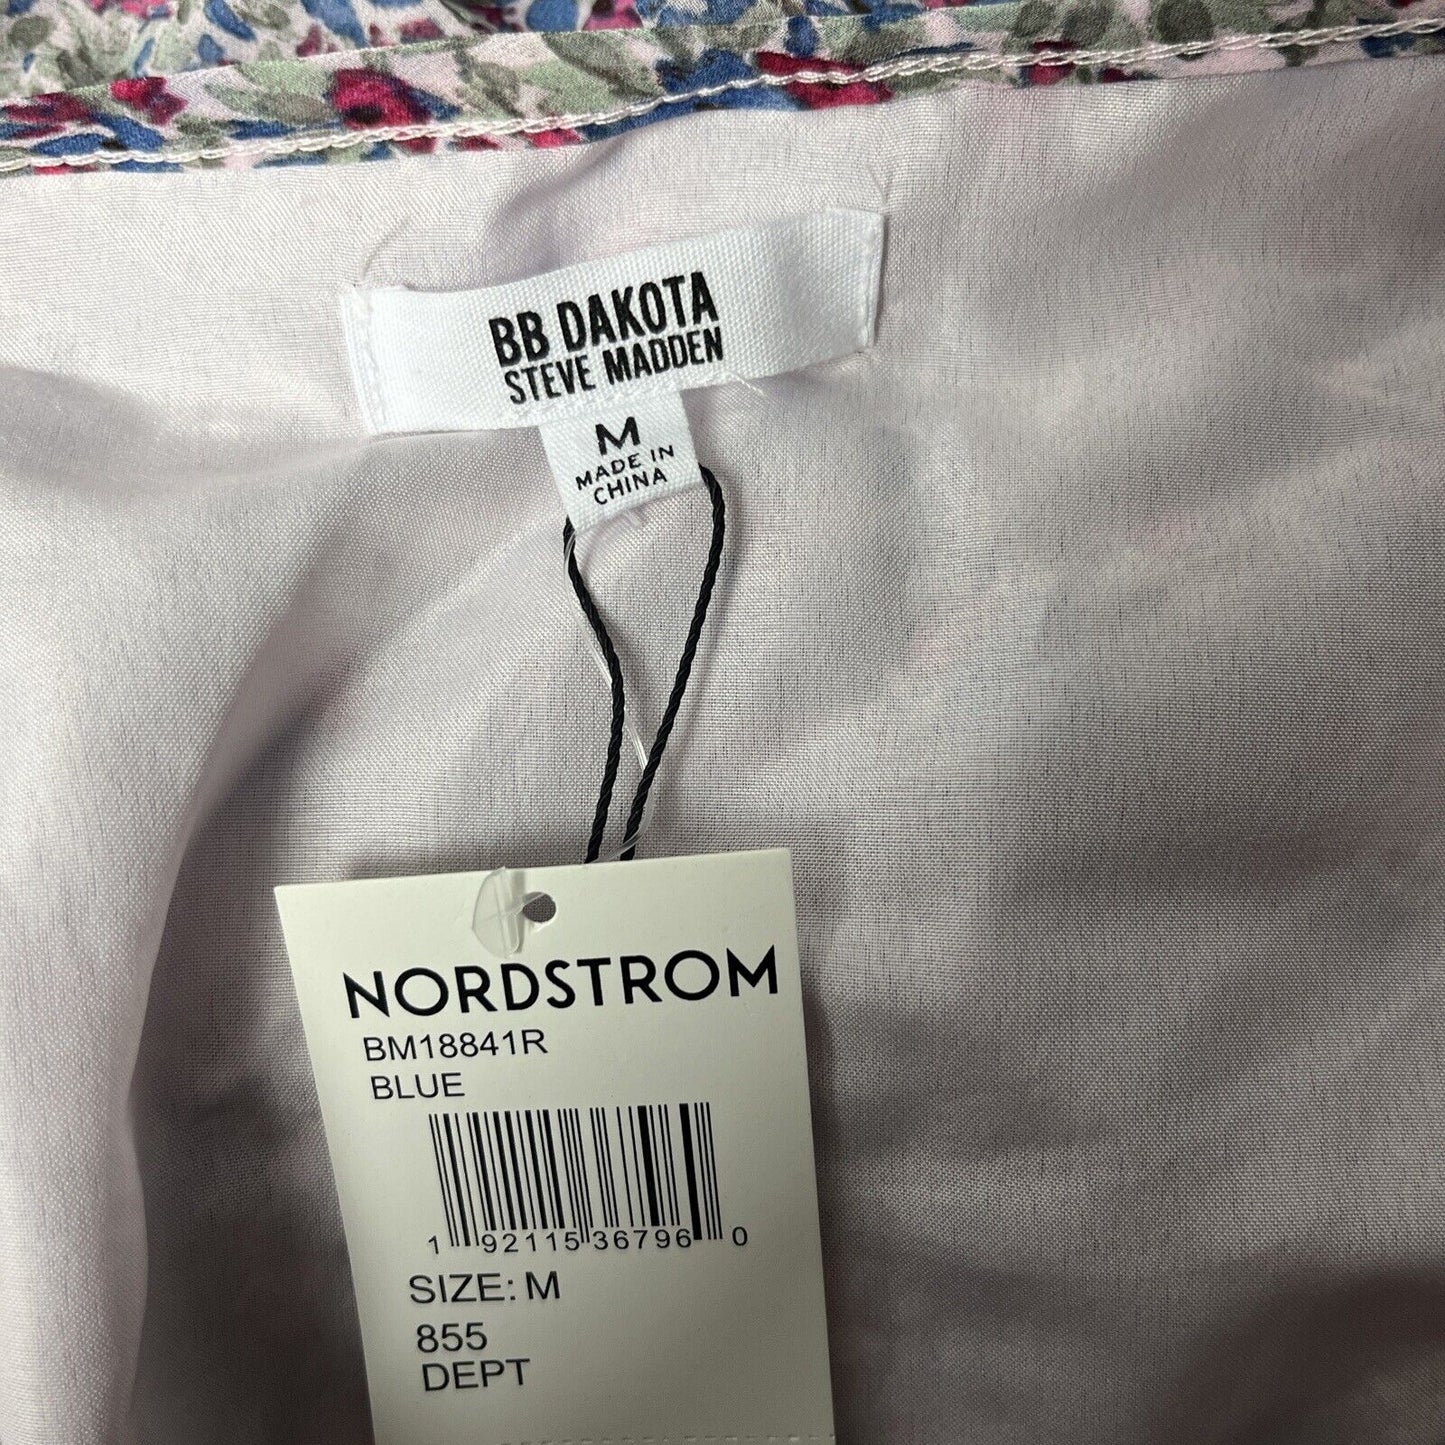 BB DAKOTA
STEVE MADDEN
M
MADE IN
CHINA
NORDSTROM
BM18841R
BLUE
1 92115 36796 0
SIZE: M
855
DEPT